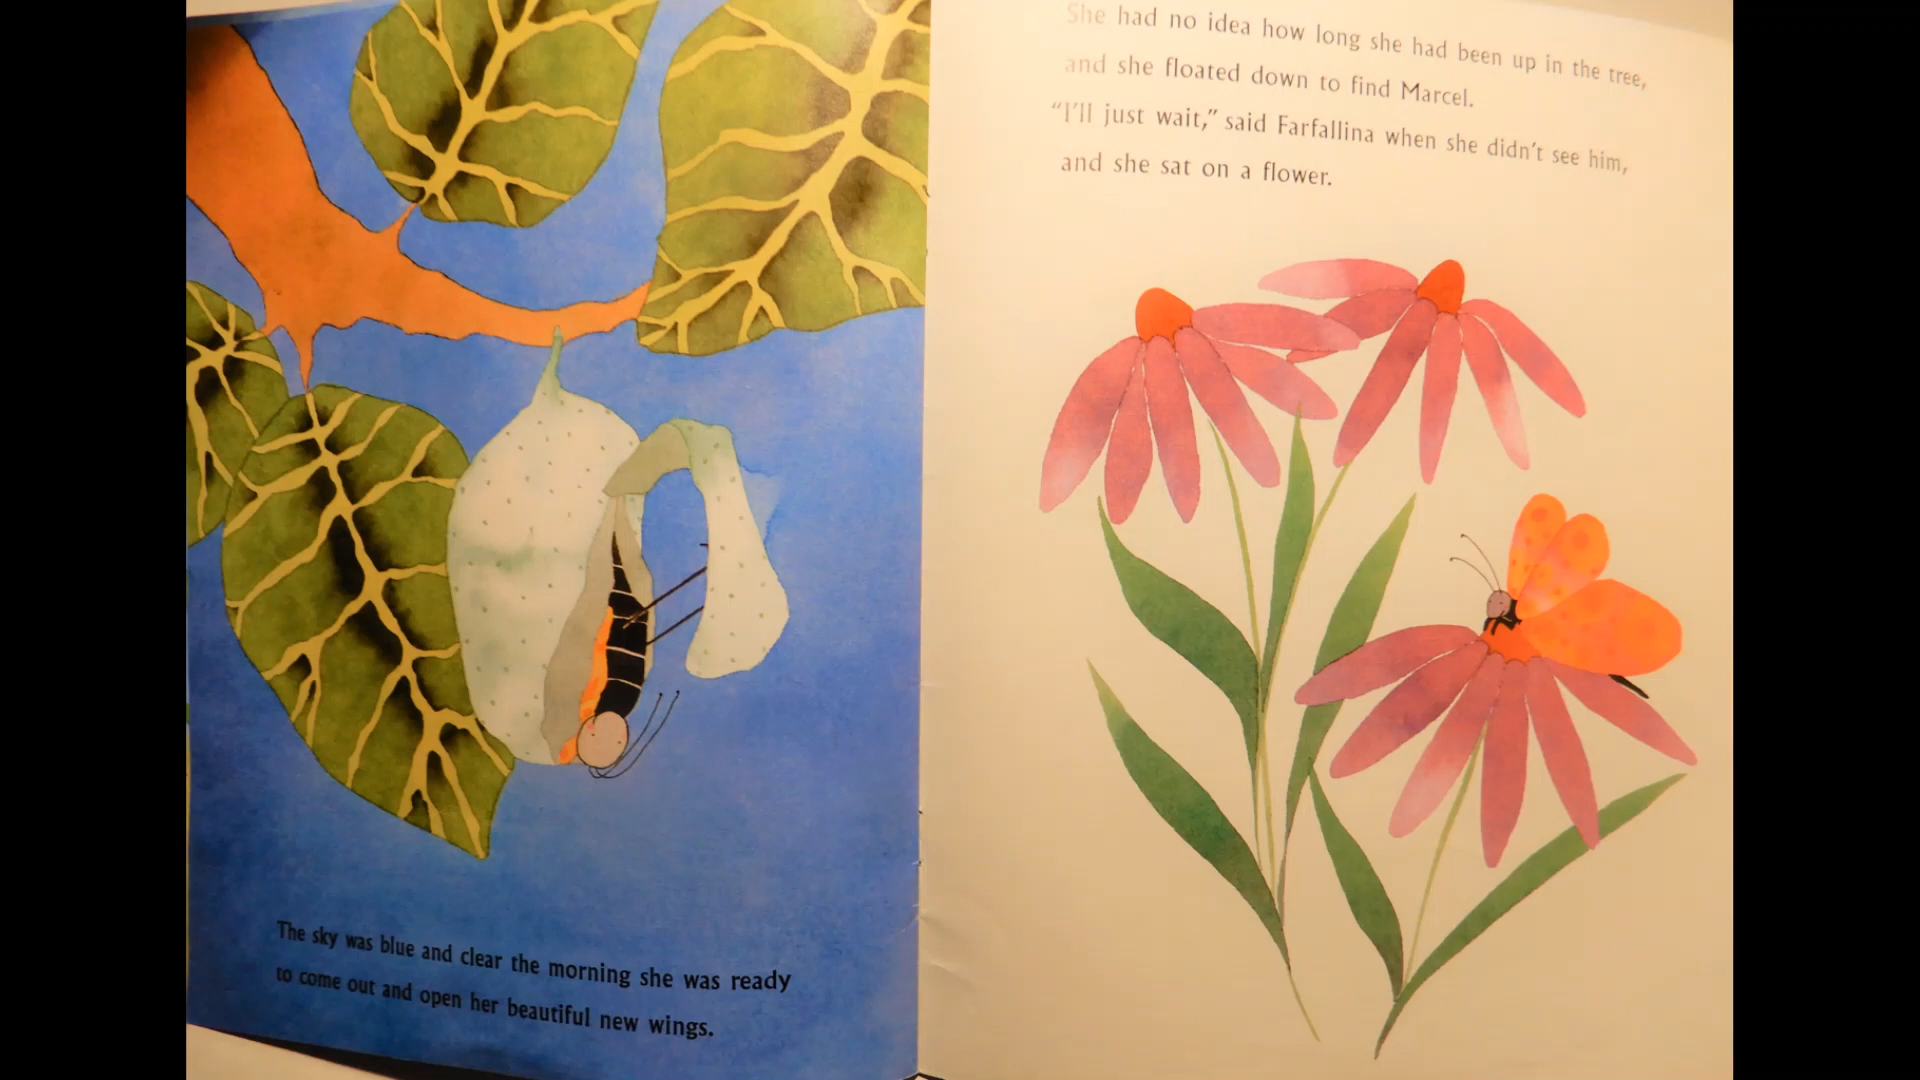 The sky was blue and clear the morning she was ready
to come out and open her beautiful new wings.
She had no idea how long she had been up in the tree,
and she floated down to find Marcel.
“I’ll just wait,” said Farfallina when she didn’t see him,
and she sat on a flower.